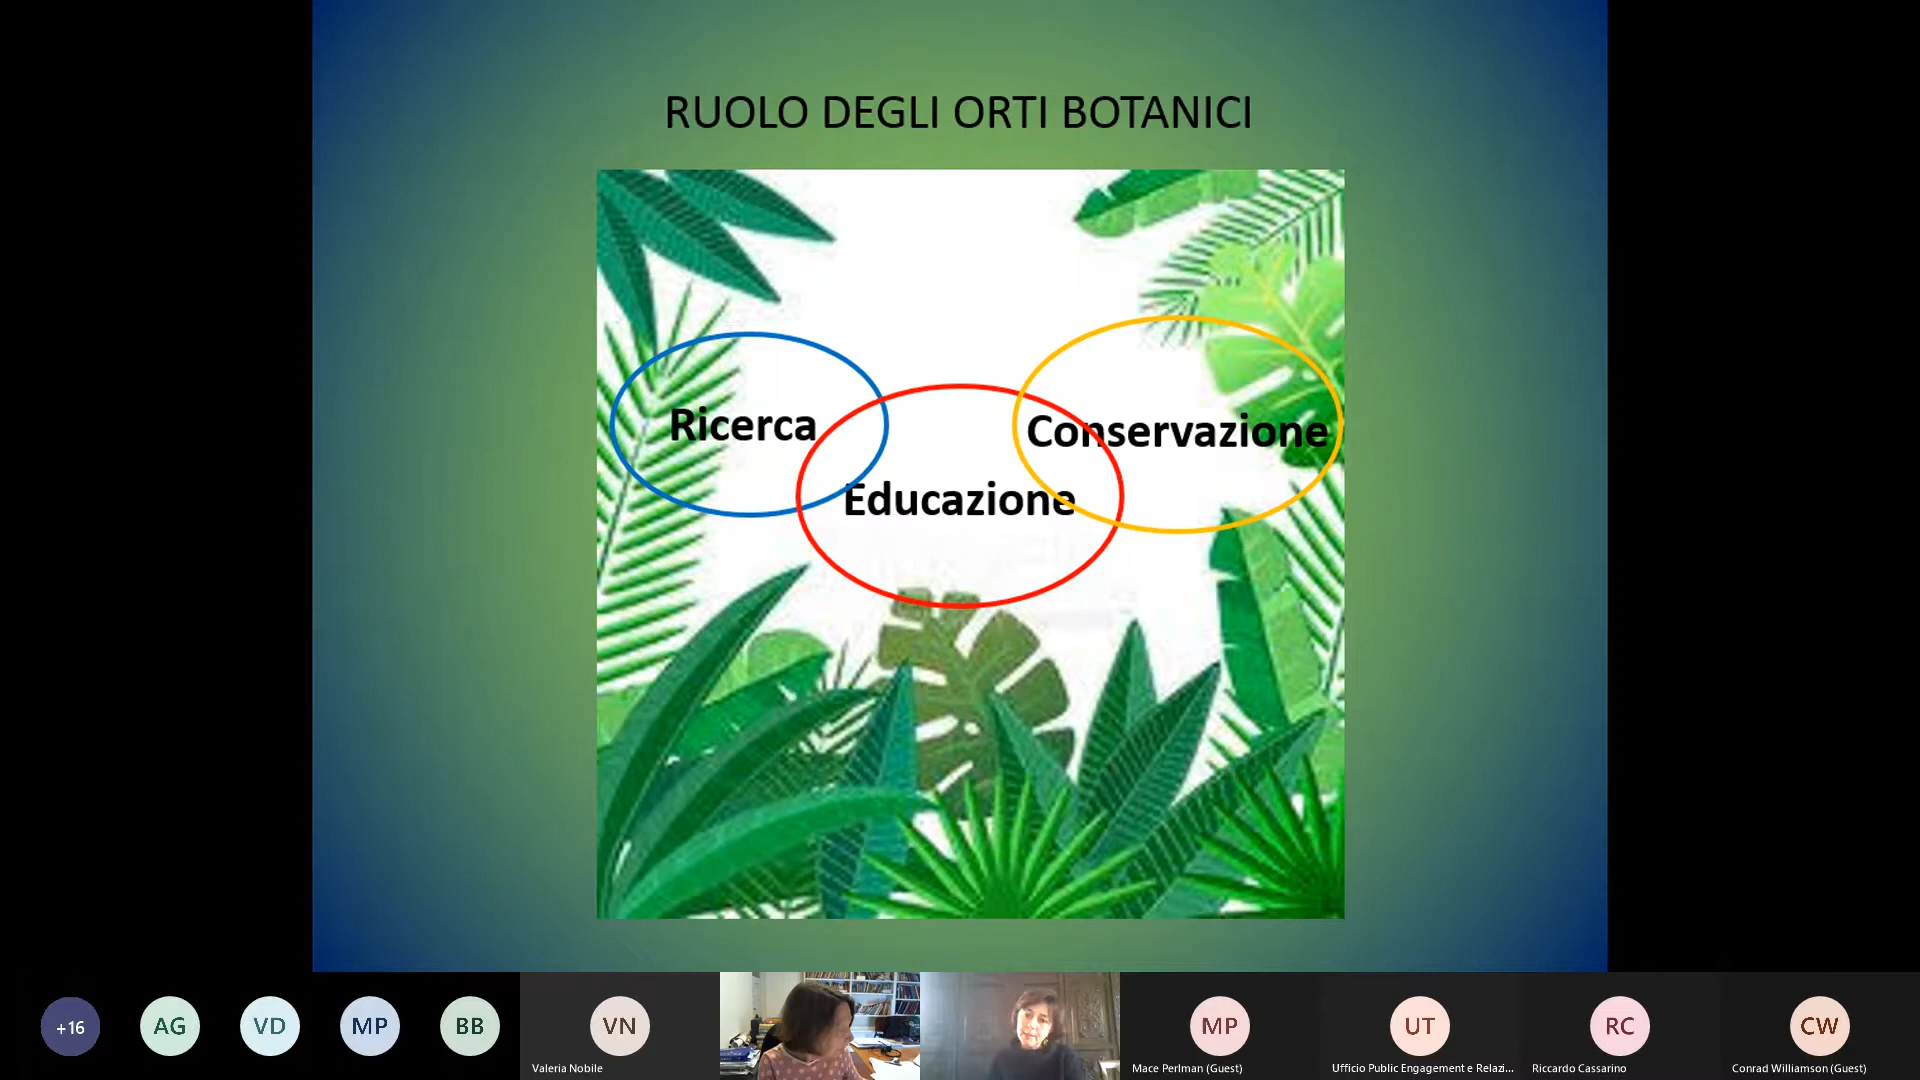 RUOLO DEGLI ORTI BOTANICI
Ricerca
Conservazione
Educazione
+16
AG
VD
MP
BB
VN
MP
UT
RC
CW
Valeria Nobile
Mace Perlman (Guest)
Ufficio Public Engagement e Relazi...
Riccardo Cassarino
Conrad Williamson (Guest)